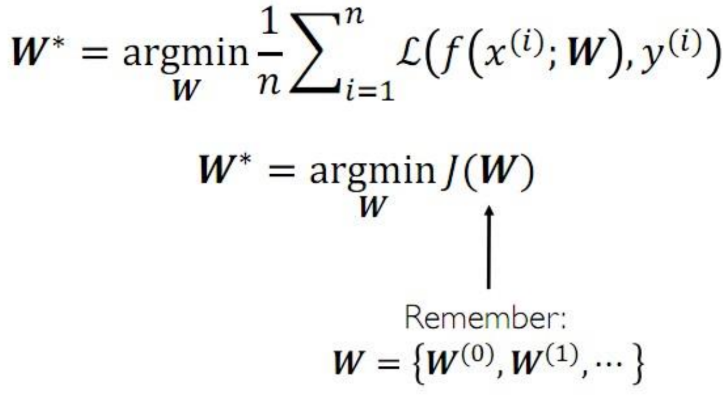 W* = argmin_W 1/n ∑_{i=1}^{n} ℒ(f(x^{(i)}; W), y^{(i)})
W* = argmin_W J(W)
Remember:
W = {W^{(0)}, W^{(1)}, ⋯ }